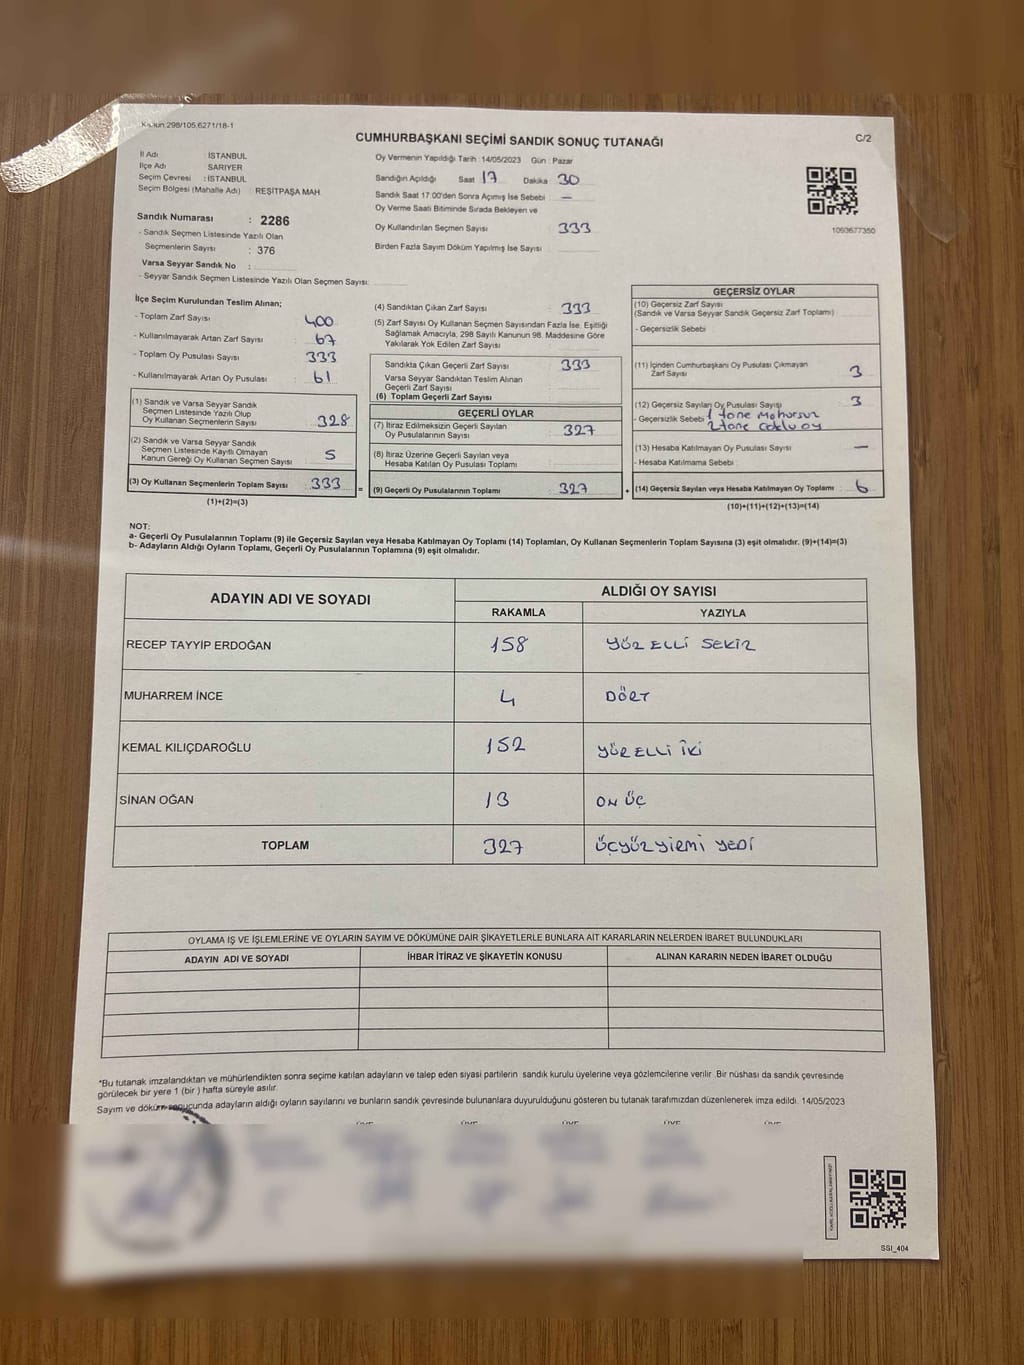 Kanun:298/105,6271/18-1
C/2
CUMHURBAŞKANI SEÇİMİ SANDIK SONUÇ TUTANAĞI
İl Adı : İSTANBUL
İlçe Adı : SARIYER
Seçim Çevresi : İSTANBUL
Seçim Bölgesi (Mahalle Adı) : REŞİTPAŞA MAH
Sandık Numarası : 2286
- Sandık Seçmen Listesinde Yazılı Olan
Seçmenlerin Sayısı : 376
Varsa Seyyar Sandık No :
- Seyyar Sandık Seçmen Listesinde Yazılı Olan Seçmen Sayısı:
Oy Vermenin Yapıldığı Tarih : 14/05/2023 Gün : Pazar
Sandığın Açıldığı Saat 17 Dakika 30
Sandık Saat 17:00'den Sonra Açımış İse Sebebi : —
Oy Verme Saati Bitiminde Sırada Bekleyen ve
Oy Kullandırılan Seçmen Sayısı : 333
Birden Fazla Sayım Döküm Yapılmış İse Sayısı :
1093677350
İlçe Seçim Kurulundan Teslim Alınan;
- Toplam Zarf Sayısı : 400
- Kullanılmayarak Artan Zarf Sayısı : 67
- Toplam Oy Pusulası Sayısı : 333
- Kullanılmayarak Artan Oy Pusulası : 61
(1) Sandık ve Varsa Seyyar Sandık
Seçmen Listesinde Yazılı Olup
Oy Kullanan Seçmenlerin Sayısı : 328
(2) Sandık ve Varsa Seyyar Sandık
Seçmen Listesinde Kayıtlı Olmayan
Kanun Gereği Oy Kullanan Seçmen Sayısı : 5
(3) Oy Kullanan Seçmenlerin Toplam Sayısı : 333
(1)+(2)=(3)
(4) Sandıktan Çıkan Zarf Sayısı : 333
(5) Zarf Sayısı Oy Kullanan Seçmen Sayısından Fazla İse, Eşitliği
Sağlamak Amacıyla, 298 Sayılı Kanunun 98. Maddesine Göre
Yakılarak Yok Edilen Zarf Sayısı :
Sandıkta Çıkan Geçerli Zarf Sayısı : 333
Varsa Seyyar Sandıktan Teslim Alınan
Geçerli Zarf Sayısı :
(6) Toplam Geçerli Zarf Sayısı :
GEÇERLİ OYLAR
(7) İtiraz Edilmeksizin Geçerli Sayılan
Oy Pusulalarının Sayısı : 327
(8) İtiraz Üzerine Geçerli Sayılan veya
Hesaba Katılan Oy Pusulası Toplamı :
= (9) Geçerli Oy Pusulalarının Toplamı : 327
GEÇERSİZ OYLAR
(10) Geçersiz Zarf Sayısı
(Sandık ve Varsa Seyyar Sandık Geçersiz Zarf Toplamı) :
- Geçersizlik Sebebi :
(11) İçinden Cumhurbaşkanı Oy Pusulası Çıkmayan
Zarf Sayısı : 3
(12) Geçersiz Sayılan Oy Pusulası Sayısı : 3
- Geçersizlik Sebebi : 1 tane Mühürsüz
2 tane çoklu oy
(13) Hesaba Katılmayan Oy Pusulası Sayısı : —
- Hesaba Katılmama Sebebi :
+ (14) Geçersiz Sayılan veya Hesaba Katılmayan Oy Toplamı : 6
(10)+(11)+(12)+(13)=(14)
NOT:
a- Geçerli Oy Pusulalarının Toplamı (9) ile Geçersiz Sayılan veya Hesaba Katılmayan Oy Toplamı (14) Toplamları, Oy Kullanan Seçmenlerin Toplam Sayısına (3) eşit olmalıdır. (9)+(14)=(3)
b- Adayların Aldığı Oyların Toplamı, Geçerli Oy Pusulalarının Toplamına (9) eşit olmalıdır.
ADAYIN ADI VE SOYADI ALDIĞI OY SAYISI
RAKAMLA YAZIYLA
RECEP TAYYİP ERDOĞAN 158 YÜZ ELLİ SEKİZ
MUHARREM İNCE 4 DÖRT
KEMAL KILIÇDAROĞLU 152 YÜZ ELLİ İKİ
SİNAN OĞAN 13 ON ÜÇ
TOPLAM 327 ÜÇYÜZYİRMİ YEDİ
OYLAMA İŞ VE İŞLEMLERİNE VE OYLARIN SAYIM VE DÖKÜMÜNE DAİR ŞİKAYETLERLE BUNLARA AİT KARARLARIN NELERDEN İBARET BULUNDUKLARI
ADAYIN ADI VE SOYADI İHBAR İTİRAZ VE ŞİKAYETİN KONUSU ALINAN KARARIN NEDEN İBARET OLDUĞU
*Bu tutanak imzalandıktan ve mühürlendikten sonra seçime katılan adayların ve talep eden siyasi partilerin sandık kurulu üyelerine veya gözlemcilerine verilir. Bir nüshası da sandık çevresinde
görülecek bir yere 1 (bir ) hafta süreyle asılır.
Sayım ve döküm sonucunda adayların aldığı oyların sayılarını ve bunların sandık çevresinde bulunanlara duyurulduğunu gösteren bu tutanak tarafımızdan düzenlenerek imza edildi. 14/05/2023
ÜYE ÜYE ÜYE ÜYE ÜYE
SSI_404